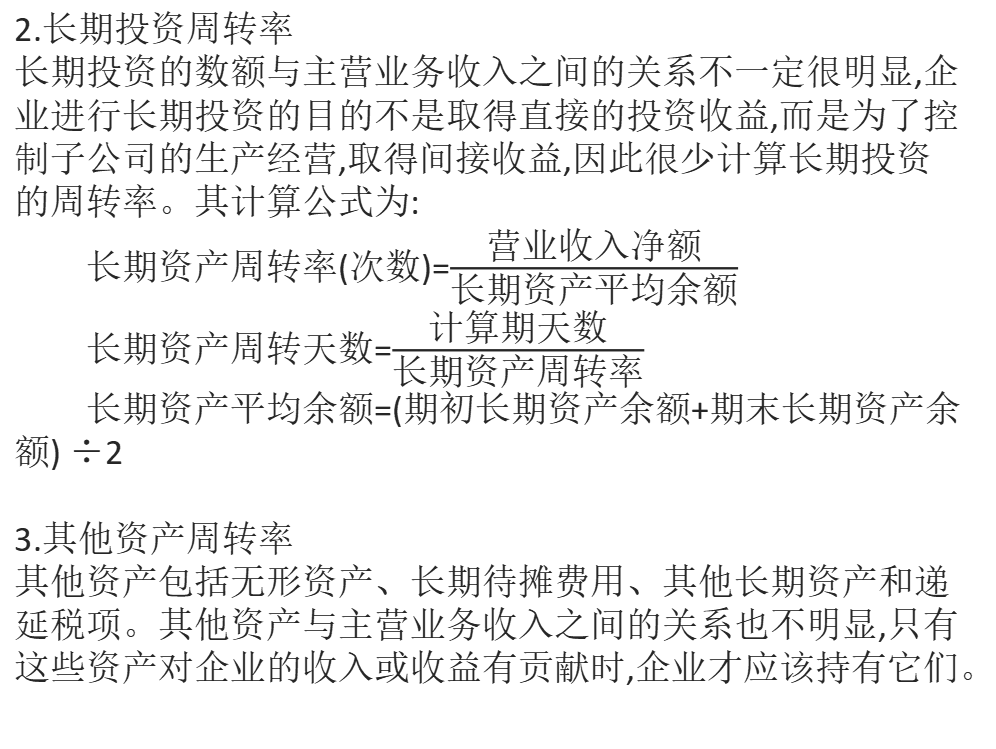 2.长期投资周转率
长期投资的数额与主营业务收入之间的关系不一定很明显,企
业进行长期投资的目的不是取得直接的投资收益,而是为了控
制子公司的生产经营,取得间接收益,因此很少计算长期投资
的周转率。其计算公式为:
营业收入净额
长期资产周转率(次数)=
长期资产平均余额
计算期天数
长期资产周转天数=
长期资产周转率
长期资产平均余额=(期初长期资产余额+期末长期资产余
额) ÷2
3.其他资产周转率
其他资产包括无形资产、长期待摊费用、其他长期资产和递
延税项。其他资产与主营业务收入之间的关系也不明显,只有
这些资产对企业的收入或收益有贡献时,企业才应该持有它们。